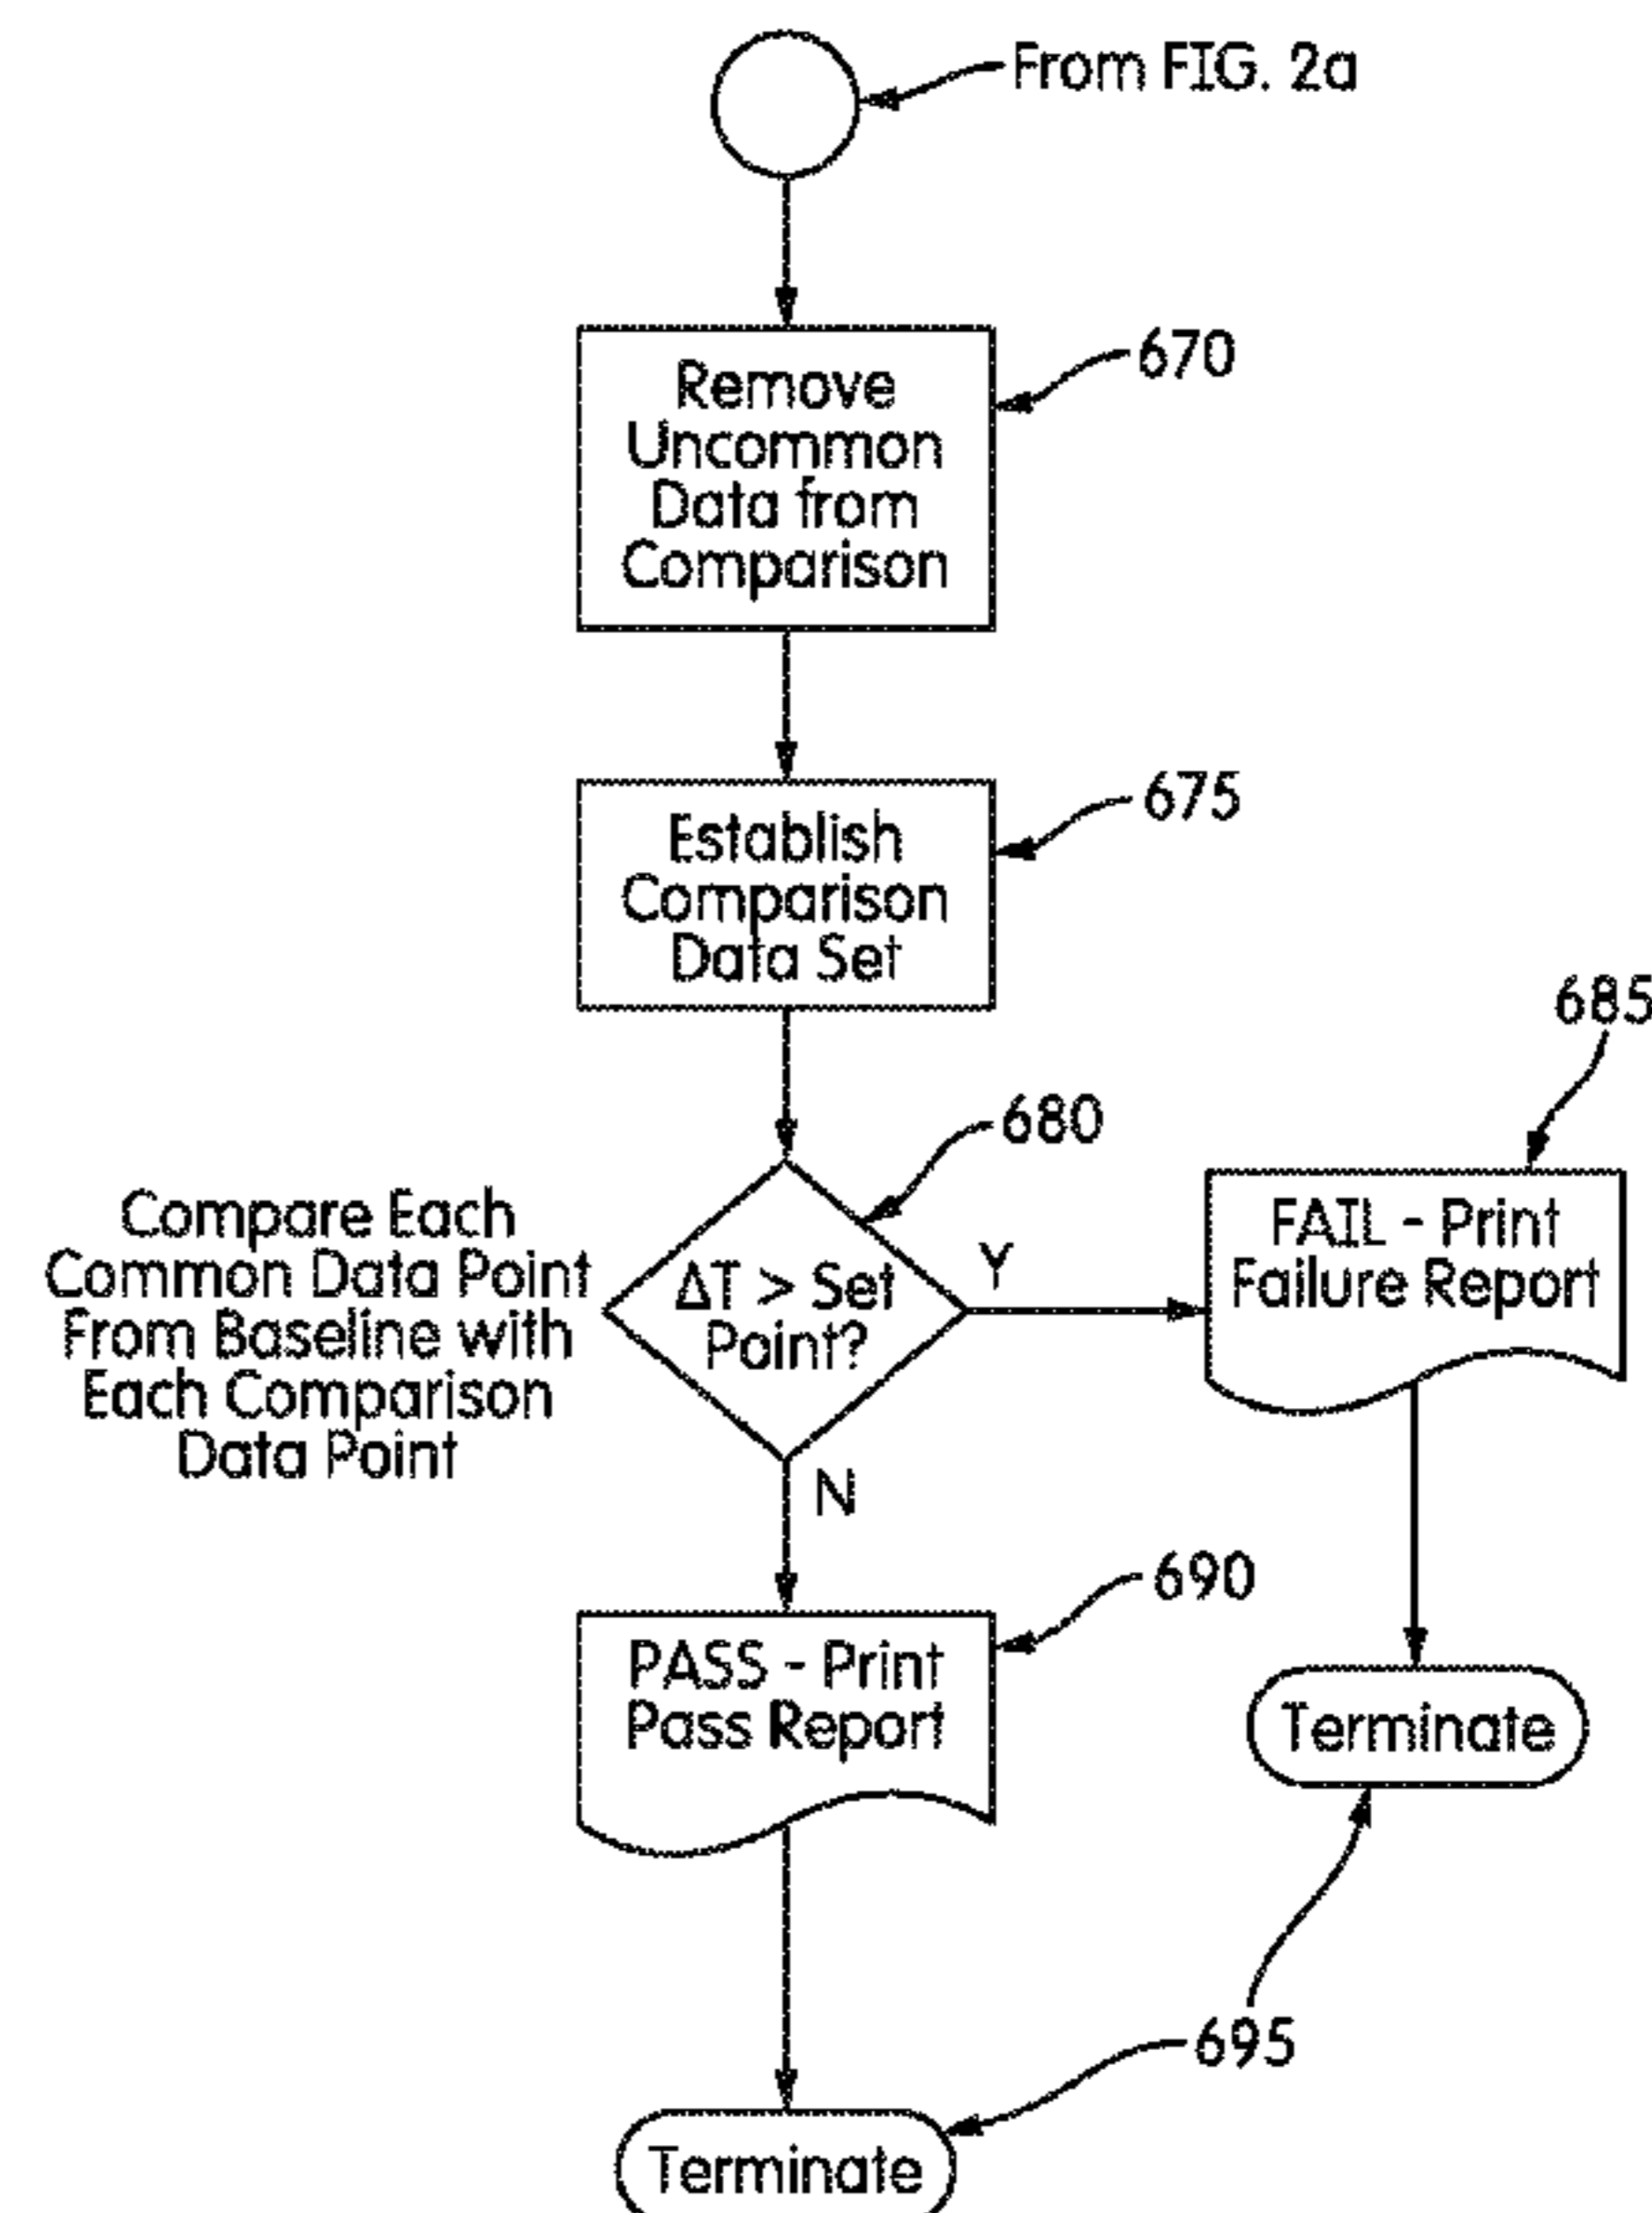 From FIG. 2a
670
Remove
Uncommon
Data from
Comparison
675
Establish
Comparison
Data Set
685
680
Compare Each
Common Data Point
From Baseline with
Each Comparison
Data Point
ΔT > Set
Point?
Y
FAIL - Print
Failure Report
N
690
PASS - Print
Pass Report
Terminate
695
Terminate